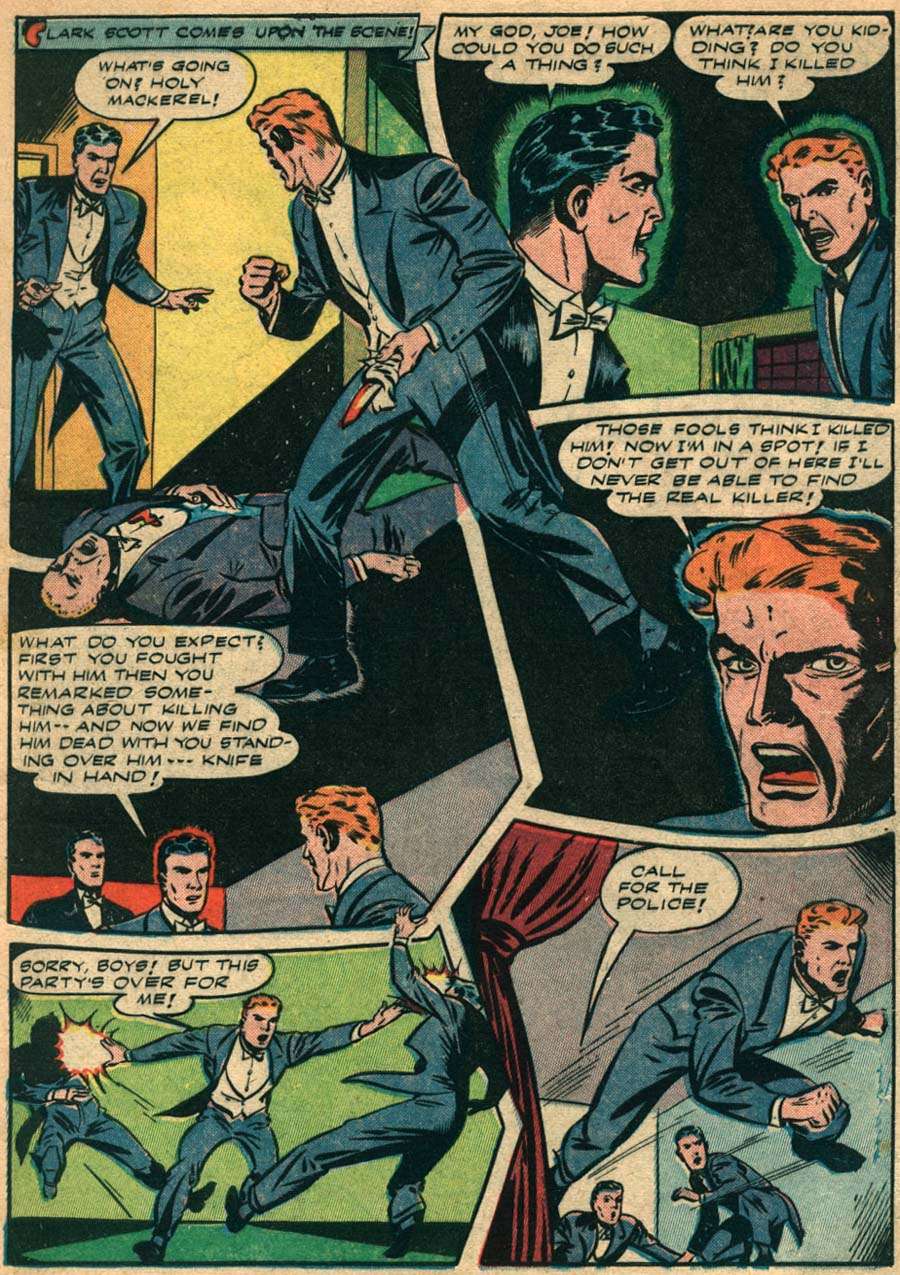 CLARK SCOTT COMES UPON THE SCENE!
WHAT'S GOING
ON? HOLY
MACKEREL!
MY GOD, JOE! HOW
COULD YOU DO SUCH
A THING?
WHAT? ARE YOU KID-
DING? DO YOU
THINK I KILLED
HIM?
WHAT DO YOU EXPECT?
FIRST YOU FOUGHT
WITH HIM THEN YOU
REMARKED SOME-
THING ABOUT KILLING
HIM-- AND NOW WE FIND
HIM DEAD WITH YOU STAND-
ING OVER HIM --- KNIFE
IN HAND!
THOSE FOOLS THINK I KILLED
HIM! NOW I'M IN A SPOT! IF I
DON'T GET OUT OF HERE I'LL
NEVER BE ABLE TO FIND
THE REAL KILLER!
SORRY, BOYS! BUT THIS
PARTY'S OVER FOR
ME!
CALL
FOR THE
POLICE!